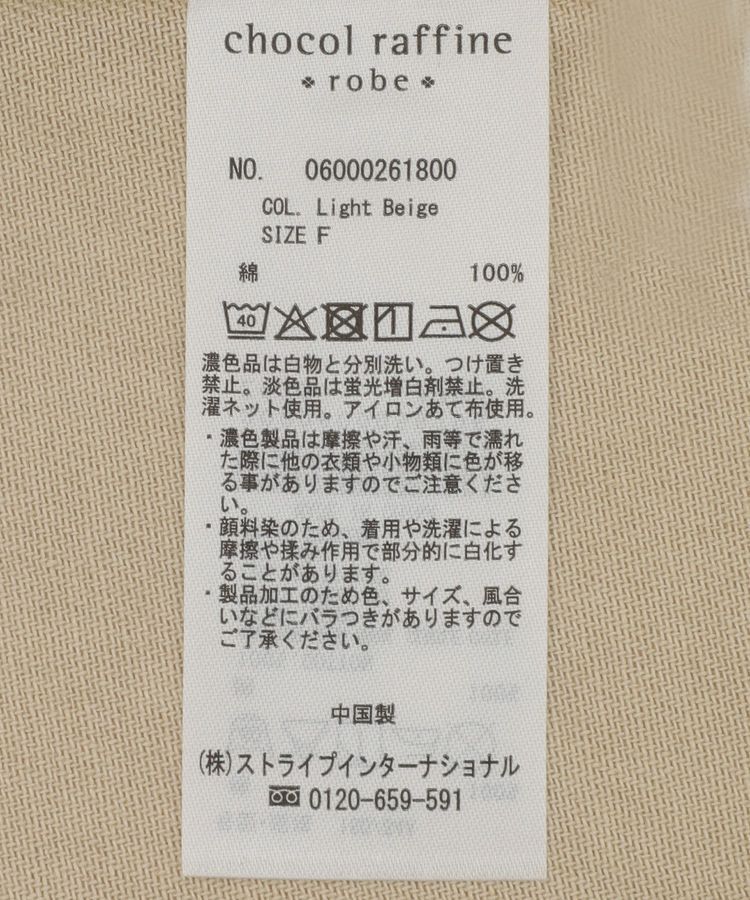 chocol raffine
robe
NO. 06000261800
COL. Light Beige
SIZE F
綿 100%
40
濃色品は白物と分別洗い。つけ置き
禁止。淡色品は蛍光増白剤禁止。洗
濯ネット使用。アイロンあて布使用。
・濃色製品は摩擦や汗、雨等で濡れ
た際に他の衣類や小物類に色が移
る事がありますのでご注意くださ
い。
・顔料染のため、着用や洗濯による
摩擦や揉み作用で部分的に白化す
ることがあります。
・製品加工のため色、サイズ、風合
いなどにバラつきがありますので
ご了承ください。
中国製
(株)ストライプインターナショナル
0120-659-591